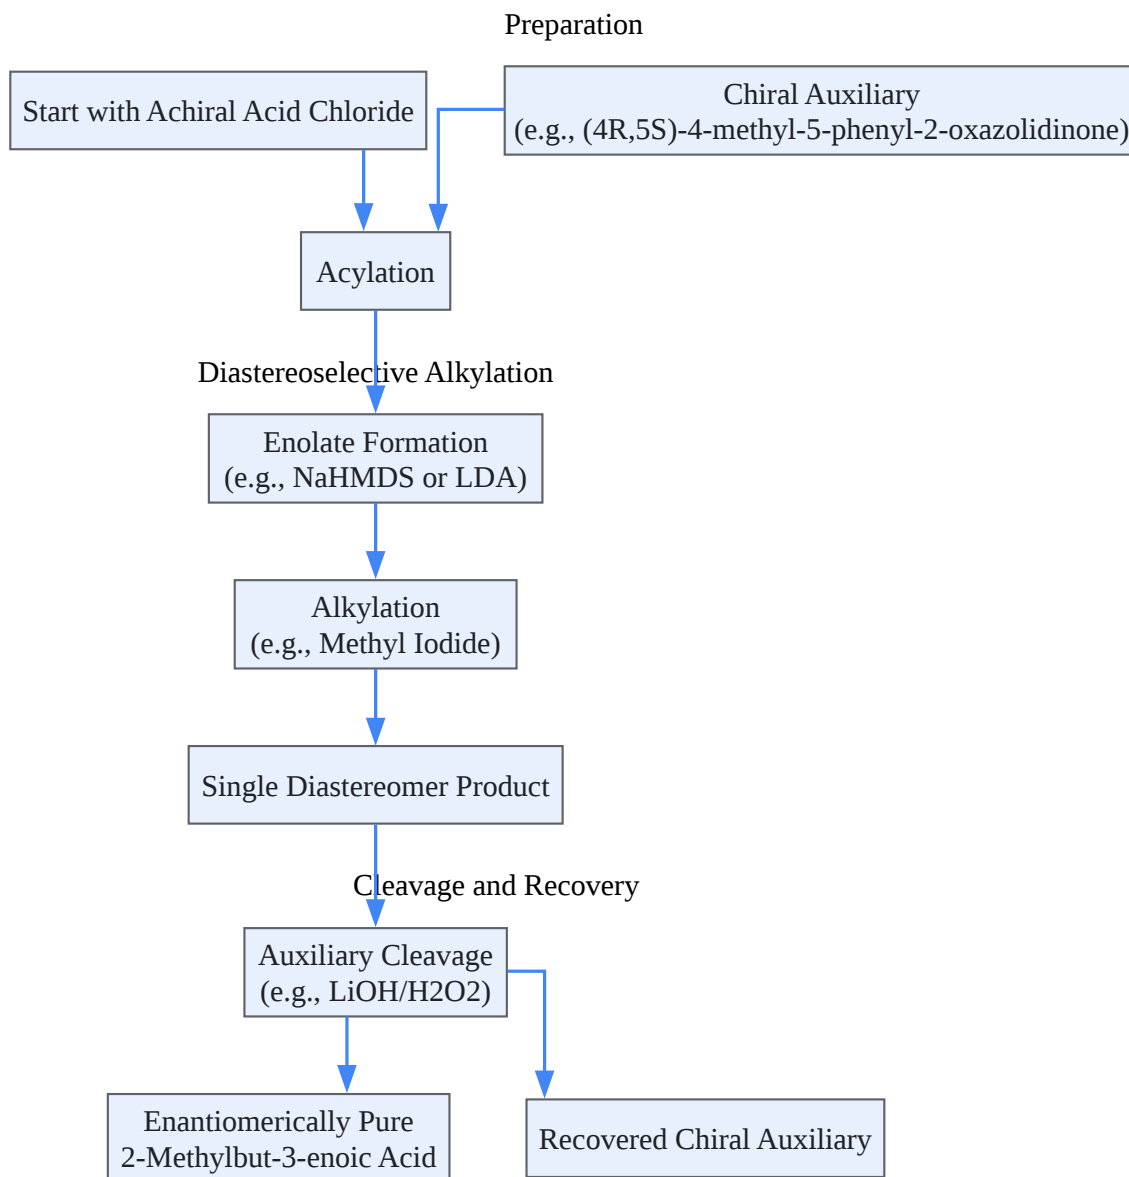 Preparation
Start with Achiral Acid Chloride
Chiral Auxiliary
(e.g., (4R,5S)-4-methyl-5-phenyl-2-oxazolidinone)
Acylation
Diastereoselective Alkylation
Enolate Formation
(e.g., NaHMDS or LDA)
Alkylation
(e.g., Methyl Iodide)
Single Diastereomer Product
Cleavage and Recovery
Auxiliary Cleavage
(e.g., LiOH/H2O2)
Enantiomerically Pure
2-Methylbut-3-enoic Acid
Recovered Chiral Auxiliary